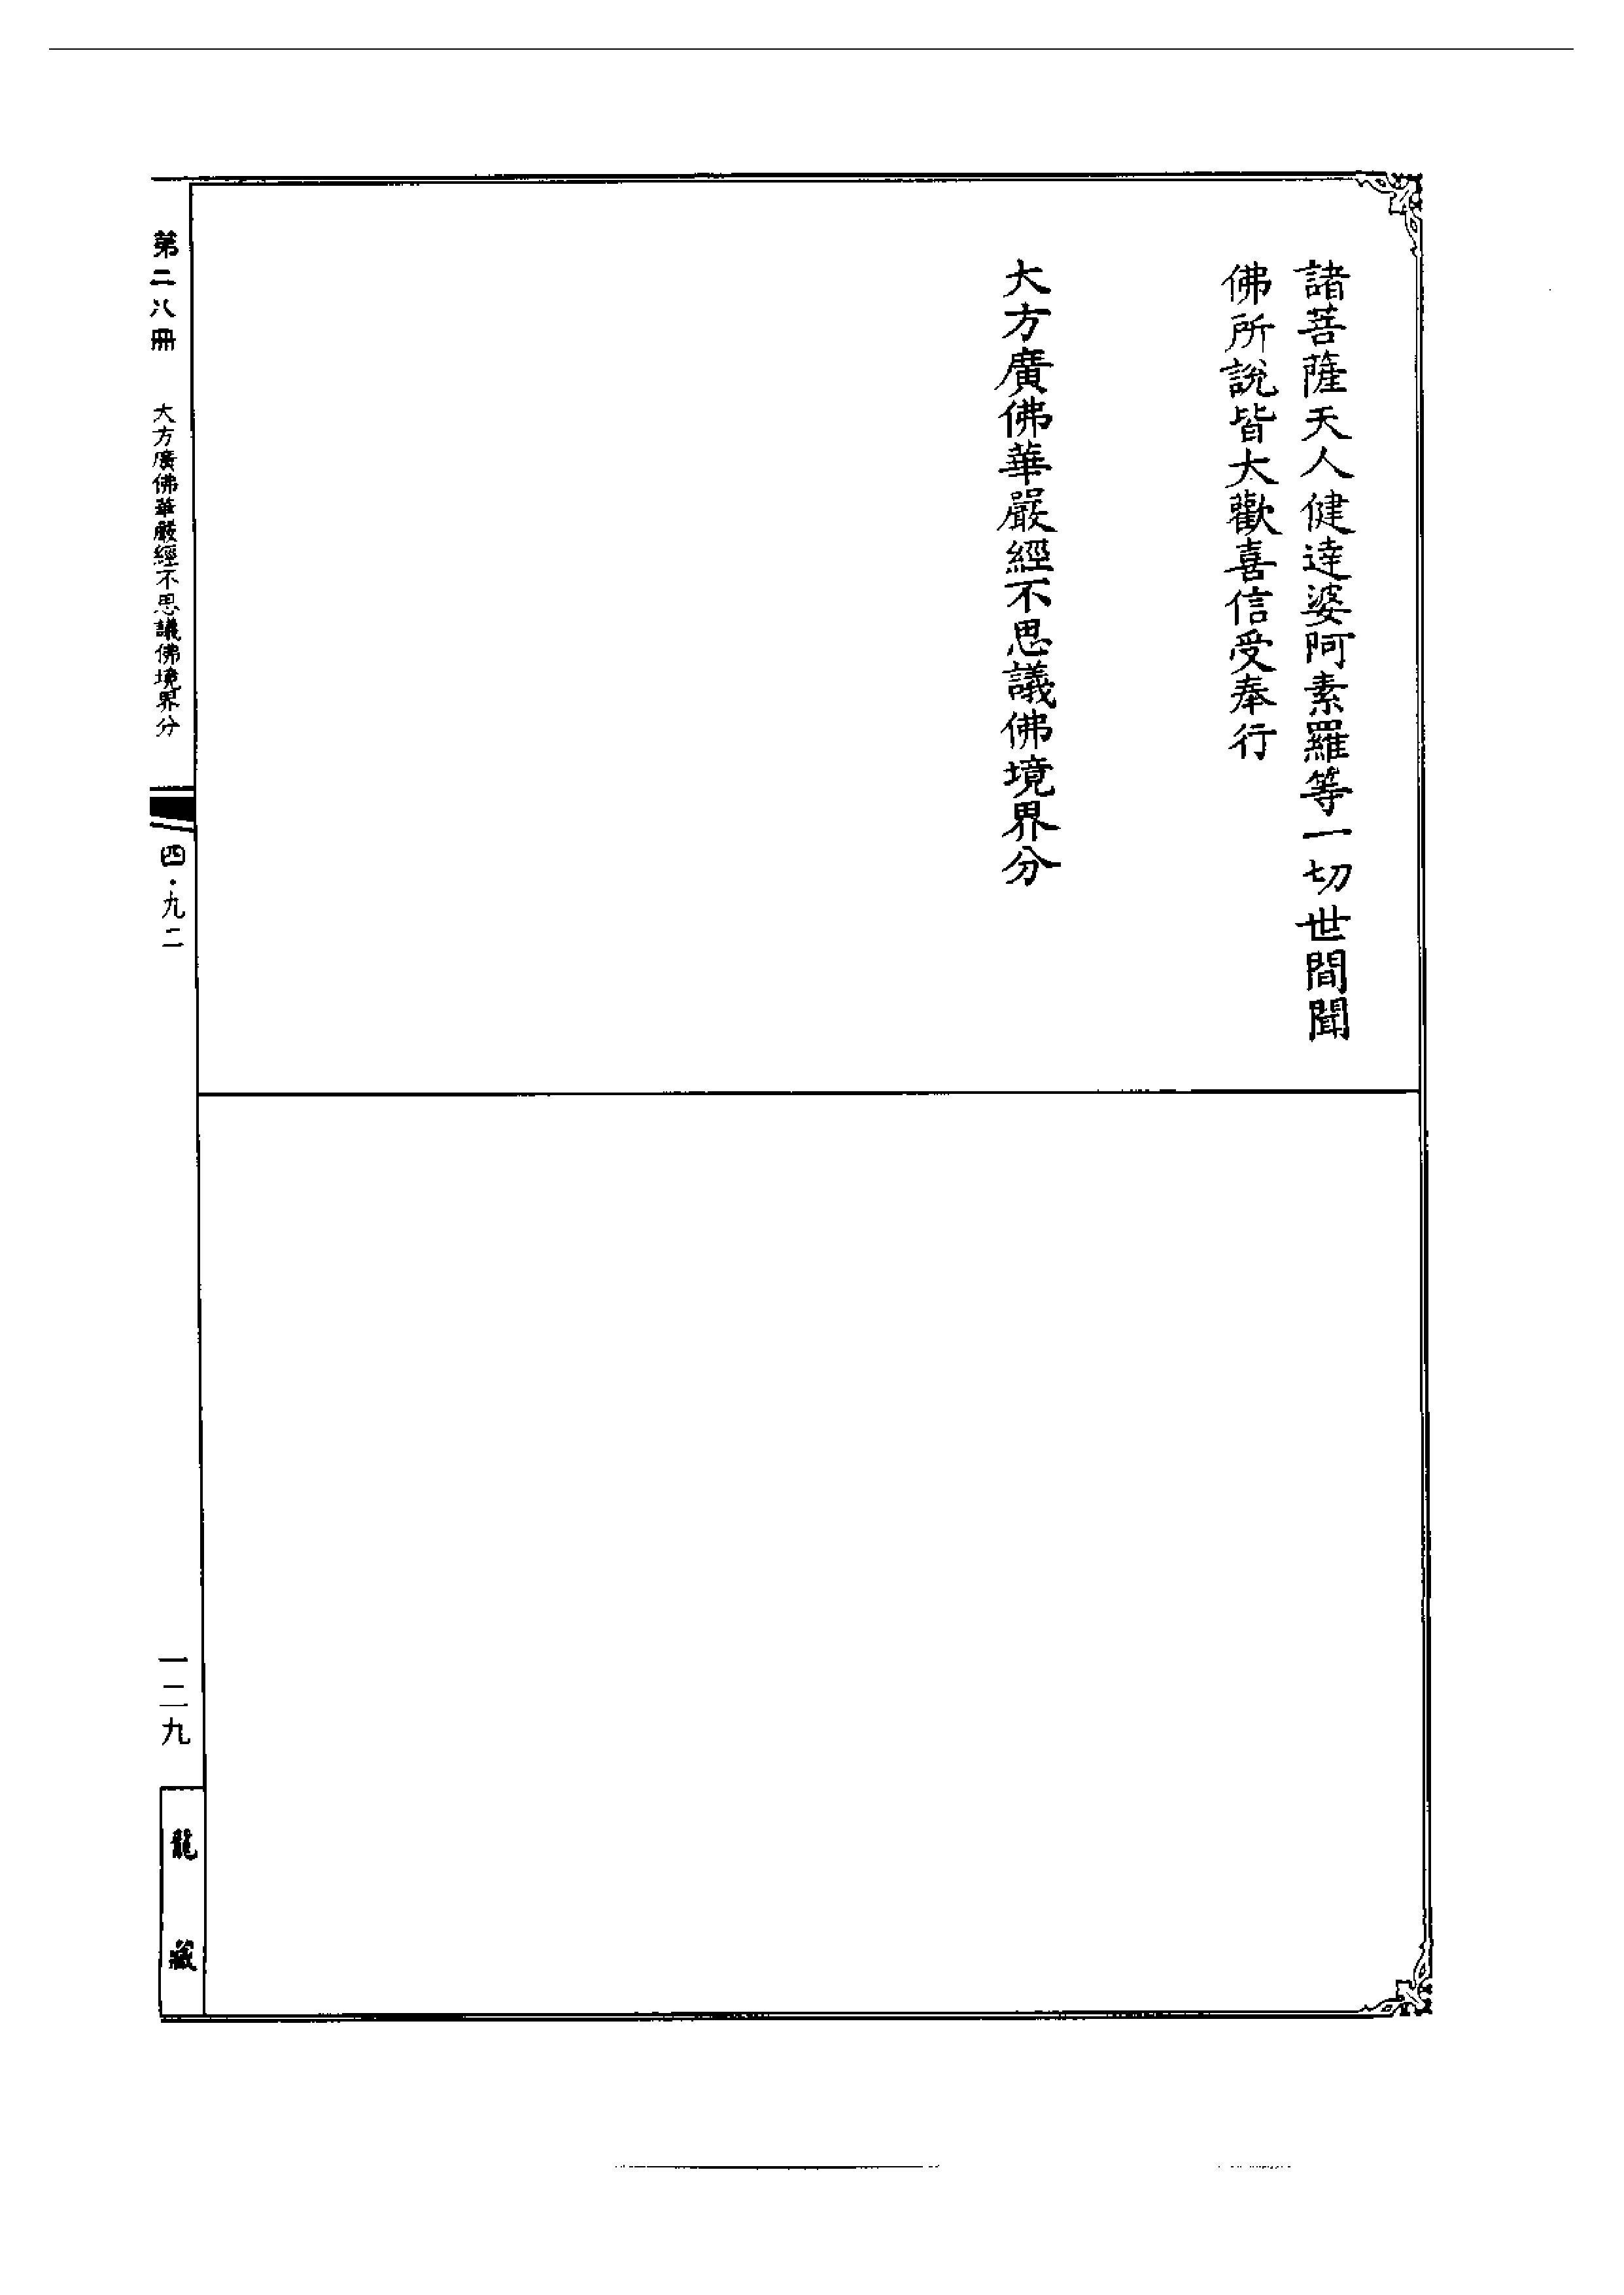 諸菩薩天人健達婆阿素羅等一切世間聞
佛所說皆大歡喜信受奉行
大方廣佛華嚴經不思議佛境界分
第二八冊　大方廣佛華嚴經不思議佛境界分　四·九二　一二九
龍藏